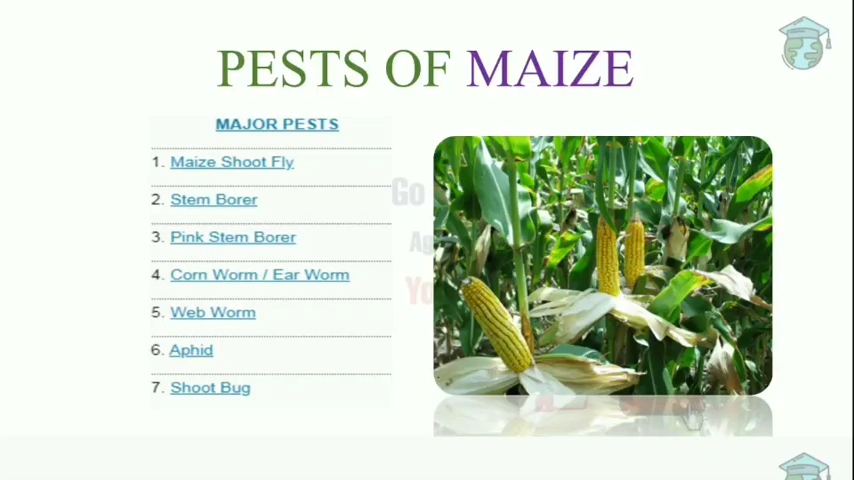 PESTS OF MAIZE
MAJOR PESTS
1. Maize Shoot Fly
2. Stem Borer
3. Pink Stem Borer
4. Corn Worm / Ear Worm
5. Web Worm
6. Aphid
7. Shoot Bug
Go